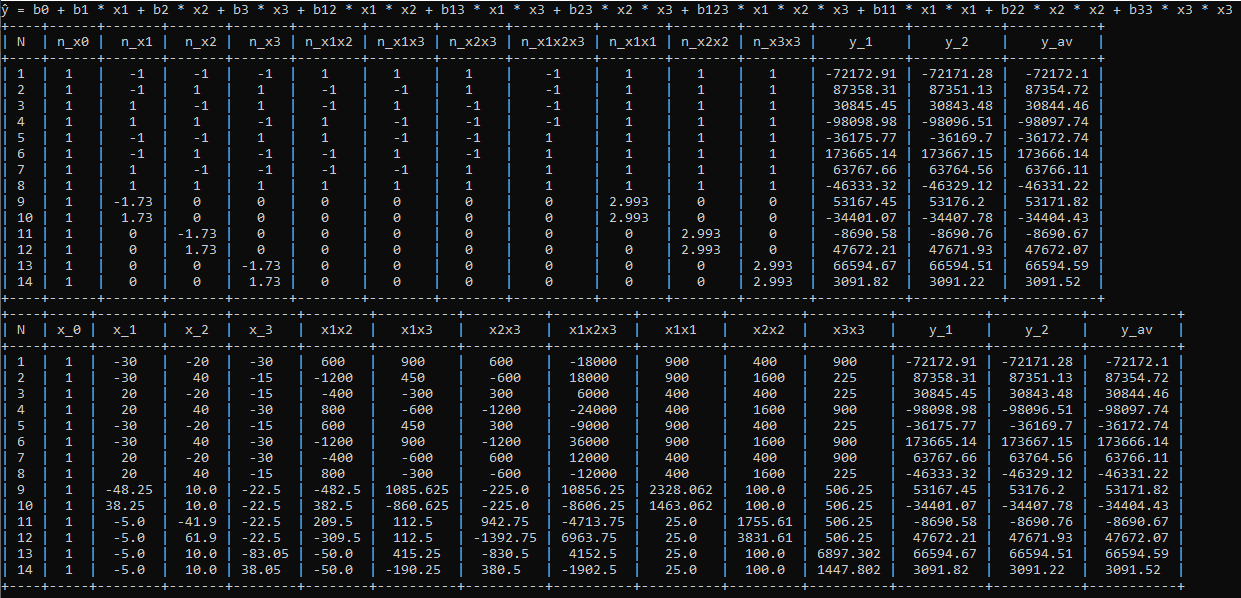 ŷ = b0 + b1 * x1 + b2 * x2 + b3 * x3 + b12 * x1 * x2 + b13 * x1 * x3 + b23 * x2 * x3 + b123 * x1 * x2 * x3 + b11 * x1 * x1 + b22 * x2 * x2 + b33 * x3 * x3
| N | n_x0 | n_x1 | n_x2 | n_x3 | n_x1x2 | n_x1x3 | n_x2x3 | n_x1x2x3 | n_x1x1 | n_x2x2 | n_x3x3 | y_1 | y_2 | y_av |
| 1 | 1 | -1 | -1 | -1 | 1 | 1 | 1 | -1 | 1 | 1 | 1 | -72172.91 | -72171.28 | -72172.1 |
| 2 | 1 | -1 | 1 | 1 | -1 | -1 | 1 | -1 | 1 | 1 | 1 | 87358.31 | 87351.13 | 87354.72 |
| 3 | 1 | 1 | -1 | 1 | -1 | 1 | -1 | -1 | 1 | 1 | 1 | 30845.45 | 30843.48 | 30844.46 |
| 4 | 1 | 1 | 1 | -1 | 1 | -1 | -1 | -1 | 1 | 1 | 1 | -98098.98 | -98096.51 | -98097.74 |
| 5 | 1 | -1 | -1 | 1 | 1 | -1 | -1 | 1 | 1 | 1 | 1 | -36175.77 | -36169.7 | -36172.74 |
| 6 | 1 | -1 | 1 | -1 | -1 | 1 | -1 | 1 | 1 | 1 | 1 | 173665.14 | 173667.15 | 173666.14 |
| 7 | 1 | 1 | -1 | -1 | -1 | -1 | 1 | 1 | 1 | 1 | 1 | 63767.66 | 63764.56 | 63766.11 |
| 8 | 1 | 1 | 1 | 1 | 1 | 1 | 1 | 1 | 1 | 1 | 1 | -46333.32 | -46329.12 | -46331.22 |
| 9 | 1 | -1.73 | 0 | 0 | 0 | 0 | 0 | 0 | 2.993 | 0 | 0 | 53167.45 | 53176.2 | 53171.82 |
| 10 | 1 | 1.73 | 0 | 0 | 0 | 0 | 0 | 0 | 2.993 | 0 | 0 | -34401.07 | -34407.78 | -34404.43 |
| 11 | 1 | 0 | -1.73 | 0 | 0 | 0 | 0 | 0 | 0 | 2.993 | 0 | -8690.58 | -8690.76 | -8690.67 |
| 12 | 1 | 0 | 1.73 | 0 | 0 | 0 | 0 | 0 | 0 | 2.993 | 0 | 47672.21 | 47671.93 | 47672.07 |
| 13 | 1 | 0 | 0 | -1.73 | 0 | 0 | 0 | 0 | 0 | 0 | 2.993 | 66594.67 | 66594.51 | 66594.59 |
| 14 | 1 | 0 | 0 | 1.73 | 0 | 0 | 0 | 0 | 0 | 0 | 2.993 | 3091.82 | 3091.22 | 3091.52 |
| N | x_0 | x_1 | x_2 | x_3 | x1x2 | x1x3 | x2x3 | x1x2x3 | x1x1 | x2x2 | x3x3 | y_1 | y_2 | y_av |
| 1 | 1 | -30 | -20 | -30 | 600 | 900 | 600 | -18000 | 900 | 400 | 900 | -72172.91 | -72171.28 | -72172.1 |
| 2 | 1 | -30 | 40 | -15 | -1200 | 450 | -600 | 18000 | 900 | 1600 | 225 | 87358.31 | 87351.13 | 87354.72 |
| 3 | 1 | 20 | -20 | -15 | -400 | -300 | 300 | 6000 | 400 | 400 | 225 | 30845.45 | 30843.48 | 30844.46 |
| 4 | 1 | 20 | 40 | -30 | 800 | -600 | -1200 | -24000 | 400 | 1600 | 900 | -98098.98 | -98096.51 | -98097.74 |
| 5 | 1 | -30 | -20 | -15 | 600 | 450 | 300 | -9000 | 900 | 400 | 225 | -36175.77 | -36169.7 | -36172.74 |
| 6 | 1 | -30 | 40 | -30 | -1200 | 900 | -1200 | 36000 | 900 | 1600 | 900 | 173665.14 | 173667.15 | 173666.14 |
| 7 | 1 | 20 | -20 | -30 | -400 | -600 | 600 | 12000 | 400 | 400 | 900 | 63767.66 | 63764.56 | 63766.11 |
| 8 | 1 | 20 | 40 | -15 | 800 | -300 | -600 | -12000 | 400 | 1600 | 225 | -46333.32 | -46329.12 | -46331.22 |
| 9 | 1 | -48.25 | 10.0 | -22.5 | -482.5 | 1085.625 | -225.0 | 10856.25 | 2328.062 | 100.0 | 506.25 | 53167.45 | 53176.2 | 53171.82 |
| 10 | 1 | 38.25 | 10.0 | -22.5 | 382.5 | -860.625 | -225.0 | -8606.25 | 1463.062 | 100.0 | 506.25 | -34401.07 | -34407.78 | -34404.43 |
| 11 | 1 | -5.0 | -41.9 | -22.5 | 209.5 | 112.5 | 942.75 | -4713.75 | 25.0 | 1755.61 | 506.25 | -8690.58 | -8690.76 | -8690.67 |
| 12 | 1 | -5.0 | 61.9 | -22.5 | -309.5 | 112.5 | -1392.75 | 6963.75 | 25.0 | 3831.61 | 506.25 | 47672.21 | 47671.93 | 47672.07 |
| 13 | 1 | -5.0 | 10.0 | -83.05 | -50.0 | 415.25 | -830.5 | 4152.5 | 25.0 | 100.0 | 6897.302 | 66594.67 | 66594.51 | 66594.59 |
| 14 | 1 | -5.0 | 10.0 | 38.05 | -50.0 | -190.25 | 380.5 | -1902.5 | 25.0 | 100.0 | 1447.802 | 3091.82 | 3091.22 | 3091.52 |